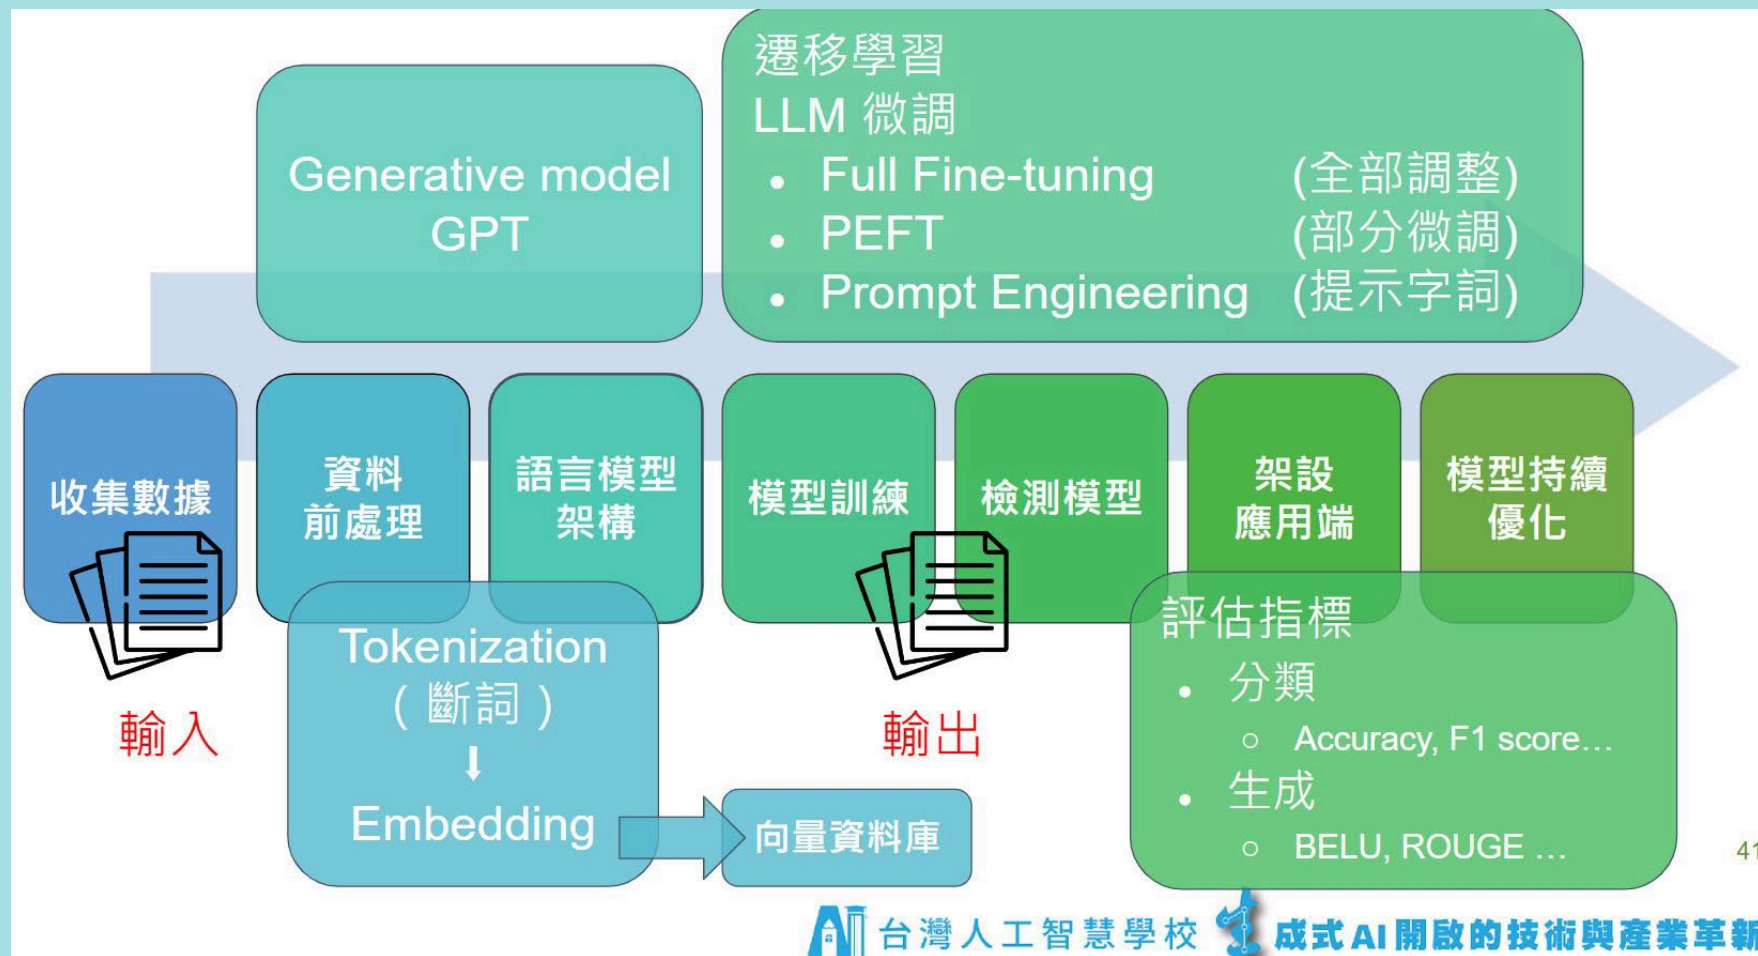 Generative model
GPT
遷移學習
LLM 微調
• Full Fine-tuning (全部調整)
• PEFT (部分微調)
• Prompt Engineering (提示字詞)
收集數據
資料
前處理
語言模型
架構
模型訓練
檢測模型
架設
應用端
模型持續
優化
輸入
Tokenization
(斷詞)
Embedding
向量資料庫
輸出
評估指標
• 分類
○ Accuracy, F1 score…
• 生成
○ BELU, ROUGE …
41
AI 台灣人工智慧學校
成式AI開啟的技術與產業革新